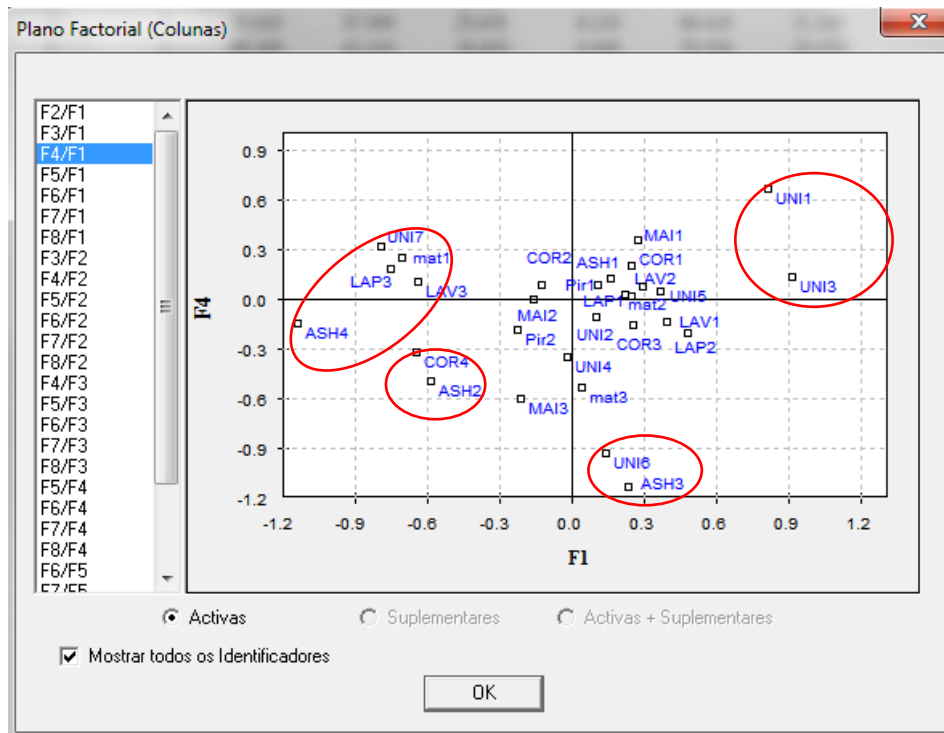 Plano Factorial (Colunas)
F2/F1
F3/F1
F4/F1
F5/F1
F6/F1
F7/F1
F8/F1
F3/F2
F4/F2
F5/F2
F6/F2
F7/F2
F8/F2
F4/F3
F5/F3
F6/F3
F7/F3
F8/F3
F5/F4
F6/F4
F7/F4
F8/F4
F6/F5
F7/F5
F4
0.9
0.6
0.3
0.0
-0.3
-0.6
-0.9
-1.2
UNI1
UNI7
MAI1
mat1
COR2
ASH1
COR1
LAP3
LAV3
Pir1
LAV2
UNI3
LAP1
mat2
UNI5
ASH4
MAI2
Pir2
UNI2
COR3
LAV1
LAP2
COR4
UNI4
ASH2
MAI3
mat3
UNI6
ASH3
-1.2 -0.9 -0.6 -0.3 0.0 0.3 0.6 0.9 1.2
F1
Activas Suplementares Activas + Suplementares
Mostrar todos os Identificadores
OK